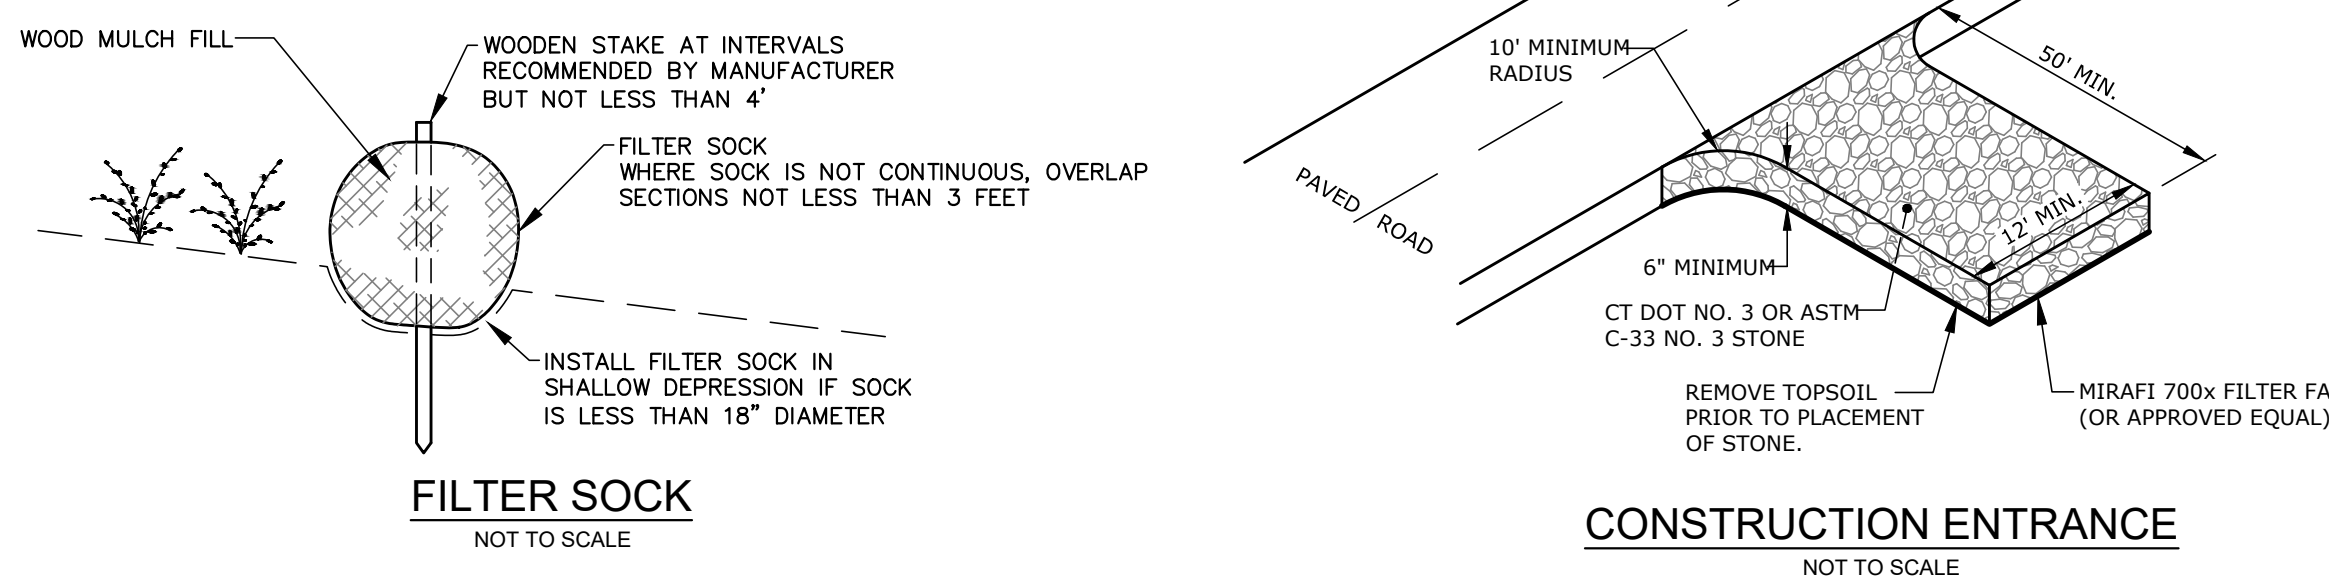 WOOD MULCH FILL
WOODEN STAKE AT INTERVALS
RECOMMENDED BY MANUFACTURER
BUT NOT LESS THAN 4'
FILTER SOCK
WHERE SOCK IS NOT CONTINUOUS, OVERLAP
SECTIONS NOT LESS THAN 3 FEET
INSTALL FILTER SOCK IN
SHALLOW DEPRESSION IF SOCK
IS LESS THAN 18" DIAMETER
FILTER SOCK
NOT TO SCALE
10' MINIMUM
RADIUS
50' MIN.
PAVED ROAD
12' MIN.
6" MINIMUM
CT DOT NO. 3 OR ASTM
C-33 NO. 3 STONE
REMOVE TOPSOIL
PRIOR TO PLACEMENT
OF STONE.
MIRAFI 700x FILTER
(OR APPROVED EQUAL)
CONSTRUCTION ENTRANCE
NOT TO SCALE